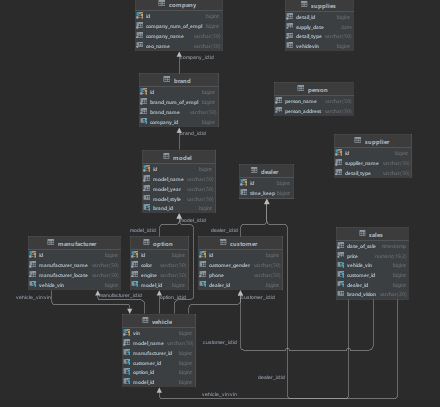 company
id bigint
company_num_of_empl bigint
company_name varchar(50)
ceo_name varchar(50)
supplies
detail_id bigint
supply_date date
detail_type varchar(50)
vehiclevin bigint
company_id:id
brand
id bigint
brand_num_of_empl bigint
brand_name varchar(50)
company_id bigint
person
person_name varchar(50)
person_address varchar(50)
brand_id:id
supplier
id bigint
supplier_name varchar(50)
detail_type varchar(50)
model
id bigint
model_name varchar(50)
model_year bigint
model_style varchar(50)
brand_id bigint
dealer
id bigint
time_keep bigint
model_id:id
model_id:id
dealer_id:id
manufacturer
id bigint
manufacturer_name varchar(50)
manufacturer_locate varchar(50)
vehicle_vin bigint
option
id bigint
color varchar(50)
engine varchar(50)
model_id bigint
customer
id bigint
customer_gender varchar(50)
phone varchar(50)
dealer_id bigint
sales
date_of_sale timestamp
price
vehicle_vin bigint
customer_id bigint
dealer_id bigint
brand_vision varchar(50)
vehicle_vin:vin
manufacturer_id:id
option_id:id
customer_id:id
vehicle
vin bigint
model_name varchar(50)
manufacturer_id bigint
customer_id bigint
option_id bigint
model_id bigint
customer_id:id
dealer_id:id
vehicle_vin:vin